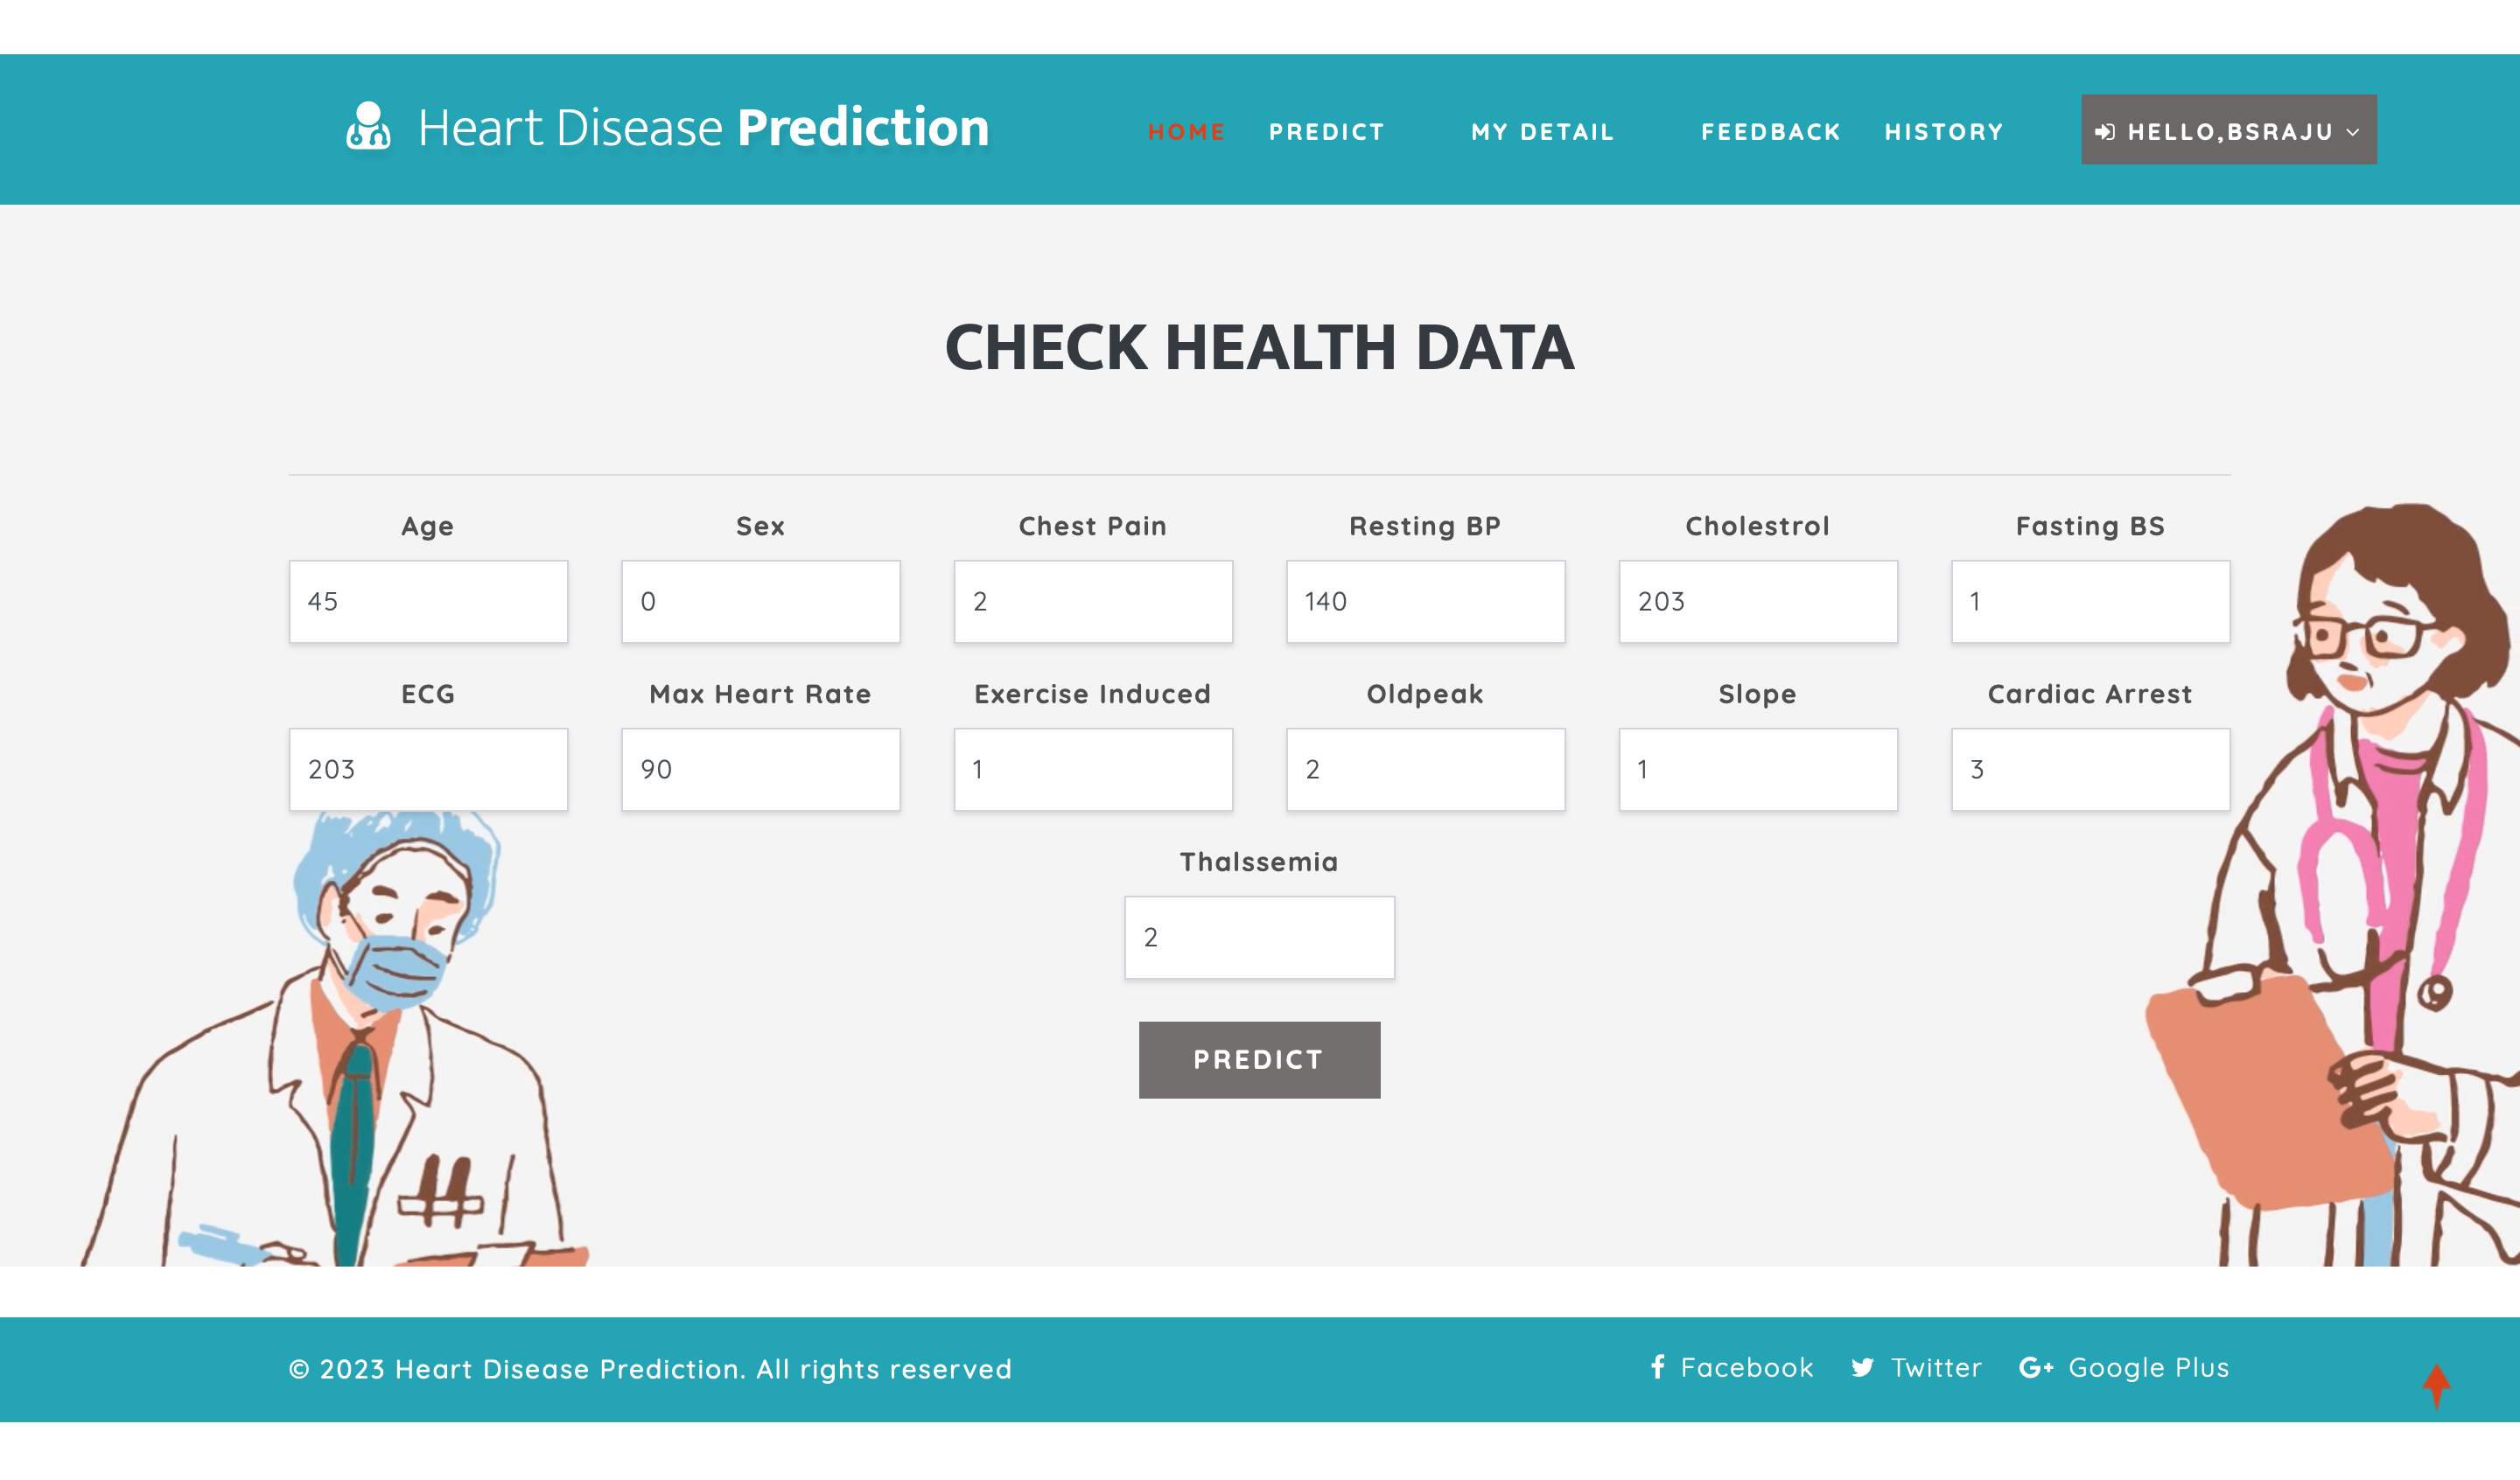 Heart Disease Prediction
HOME PREDICT MY DETAIL FEEDBACK HISTORY HELLO,BSRAJU
CHECK HEALTH DATA
Age Sex Chest Pain Resting BP Cholestrol Fasting BS
45 0 2 140 203 1
ECG Max Heart Rate Exercise Induced Oldpeak Slope Cardiac Arrest
203 90 1 2 1 3
Thalssemia
2
PREDICT
© 2023 Heart Disease Prediction. All rights reserved
Facebook Twitter G+ Google Plus